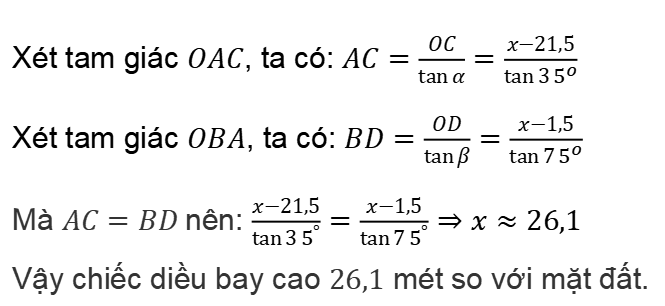 Xét tam giác OAC, ta có: AC = OC/tan α = x−21,5/tan 35^o
Xét tam giác OBA, ta có: BD = OD/tan β = x−1,5/tan 75^o
Mà AC = BD nên: x−21,5/tan 35° = x−1,5/tan 75° ⇒ x ≈ 26,1
Vậy chiếc diều bay cao 26,1 mét so với mặt đất.